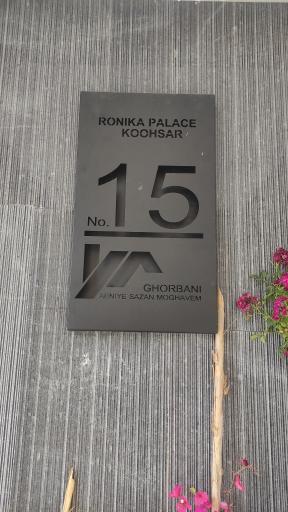 RONIKA PALACE
KOOHSAR
No. 15
GHORBANI
ABNIYE SAZAN MOGHAVEM